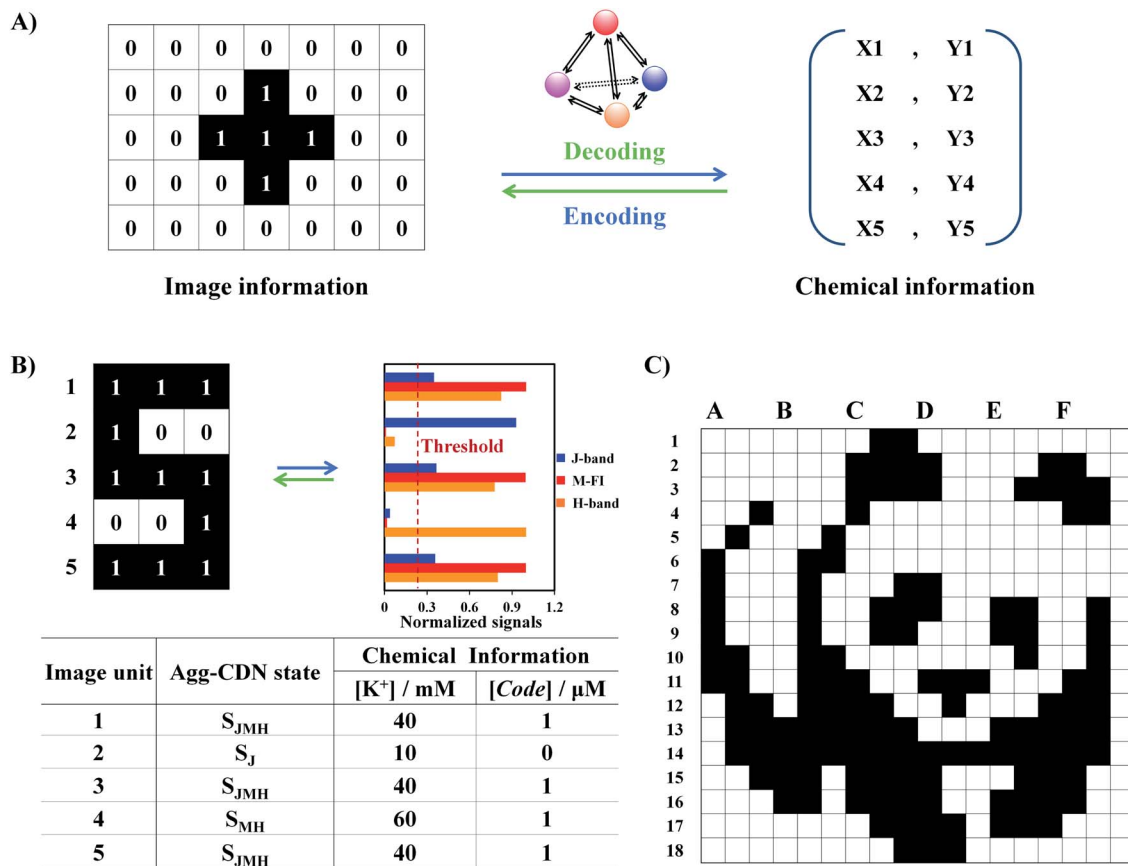 A)
0 0 0 0 0 0 0
0 0 0 1 0 0 0
0 0 1 1 1 0 0
0 0 0 1 0 0 0
0 0 0 0 0 0 0
Image information
Decoding
Encoding
X1 , Y1
X2 , Y2
X3 , Y3
X4 , Y4
X5 , Y5
Chemical information
B)
1 1 1 1
2 1 0 0
3 1 1 1
4 0 0 1
5 1 1 1
Threshold
J-band
M-FI
H-band
0 0.3 0.6 0.9 1.2
Normalized signals
Image unit Agg-CDN state Chemical Information
[K⁺] / mM [Code] / μM
1 S_JMH 40 1
2 S_J 10 0
3 S_JMH 40 1
4 S_MH 60 1
5 S_JMH 40 1
C)
A B C D E F
1
2
3
4
5
6
7
8
9
10
11
12
13
14
15
16
17
18